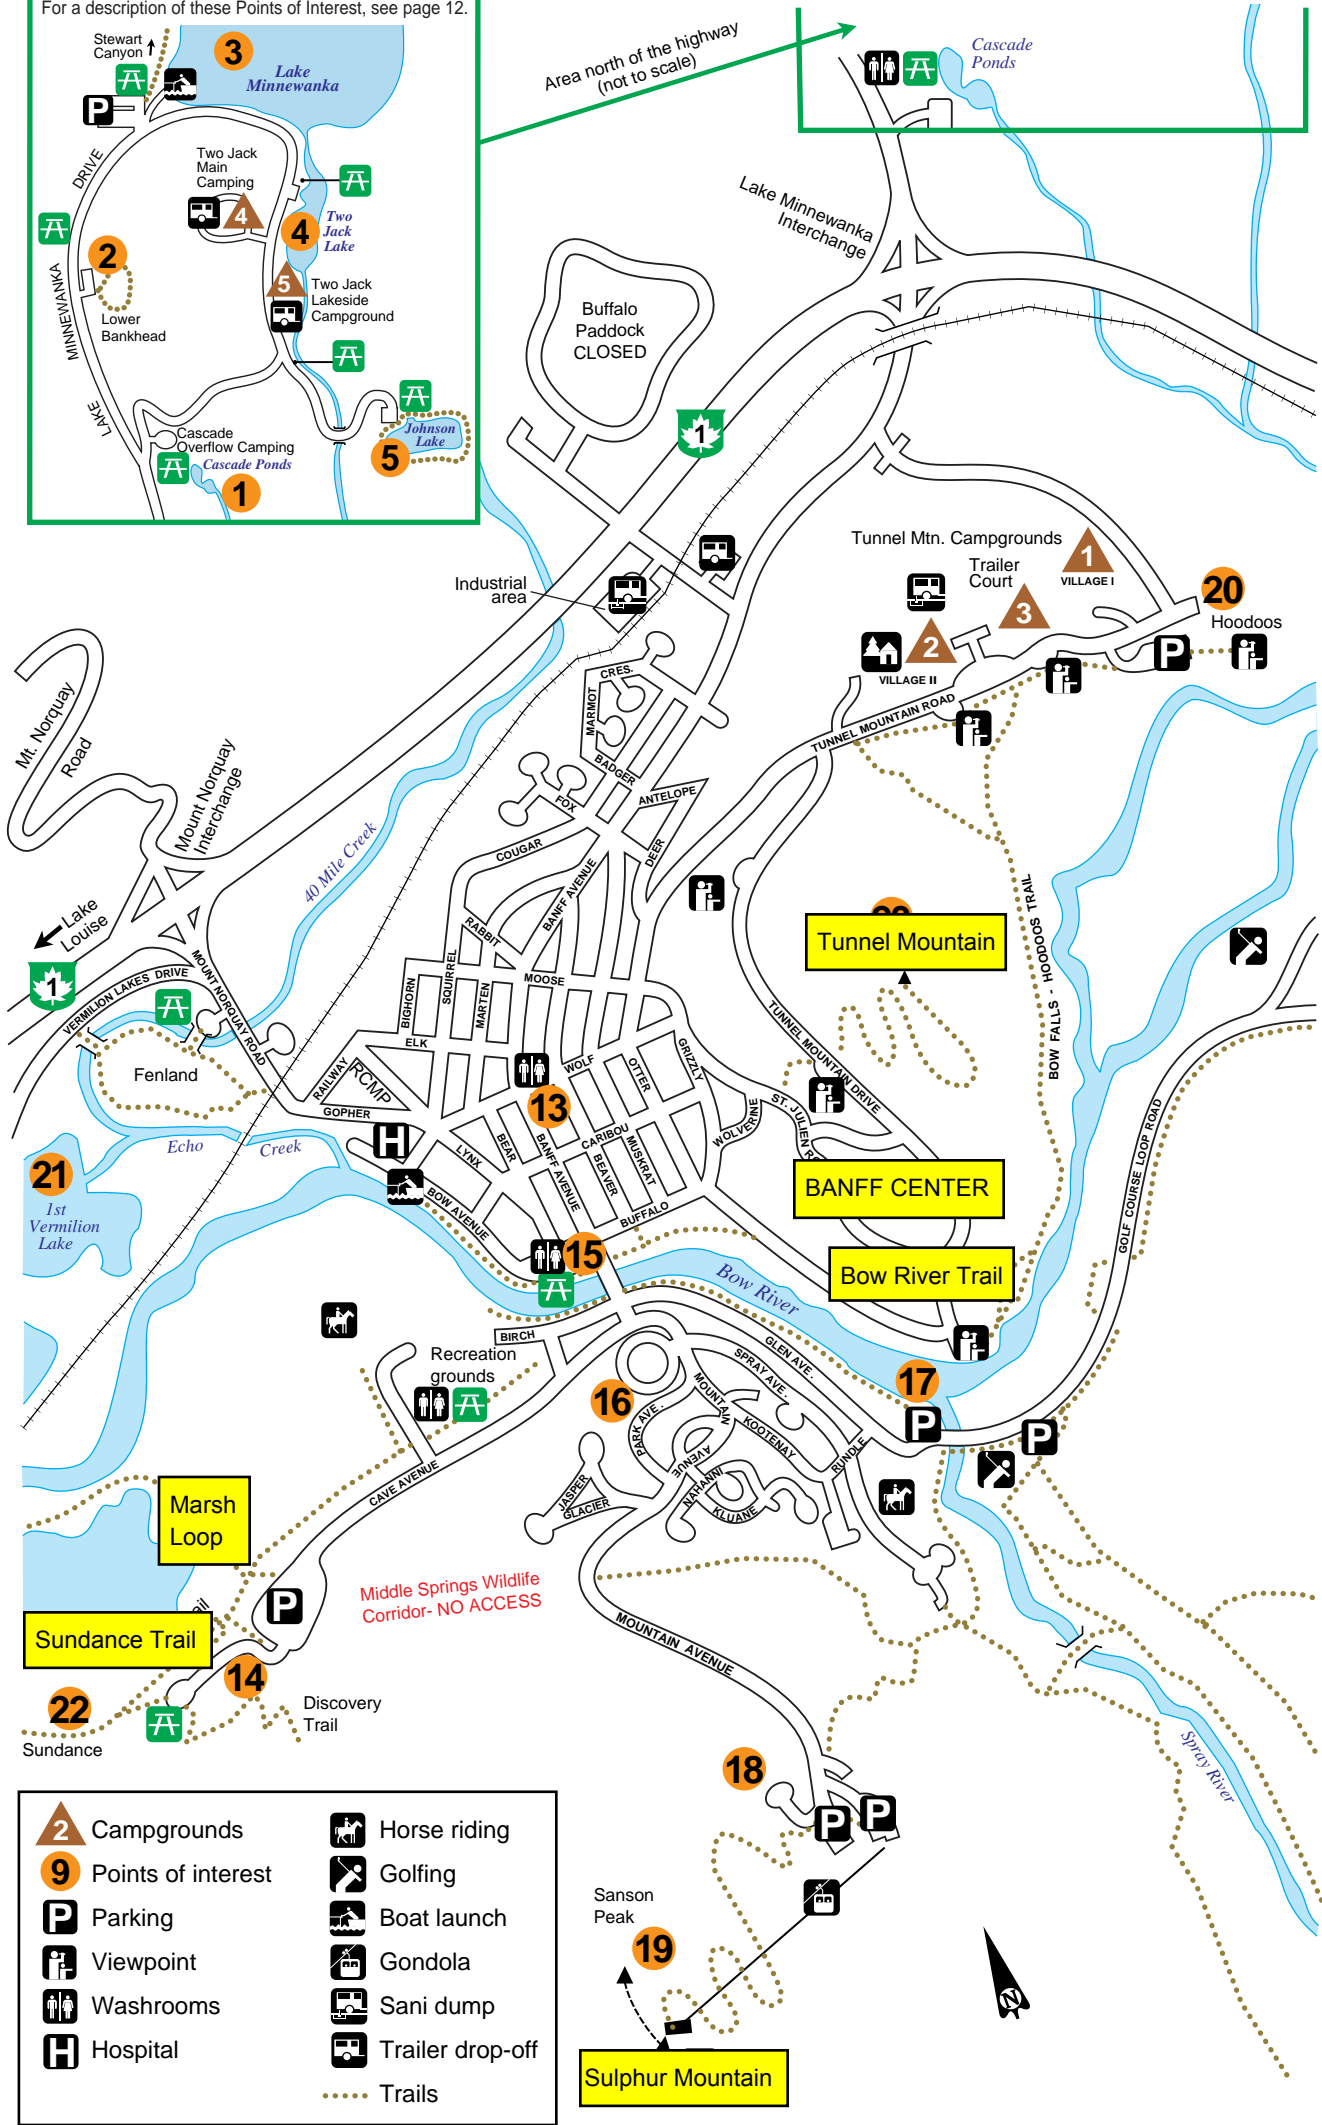 For a description of these Points of Interest, see page 12.
Stewart
Canyon
3
Lake
Minnewanka
P
DRIVE
Two Jack
Main
Camping
4
4
Two
Jack
Lake
2
5
Two Jack
Lakeside
Campground
Lower
Bankhead
MINNEWANKA
LAKE
Cascade
Overflow Camping
Cascade Ponds
1
Johnson
Lake
5
Area north of the highway
(not to scale)
Cascade
Ponds
Lake Minnewanka
Interchange
Buffalo
Paddock
CLOSED
1
Industrial
area
Tunnel Mtn. Campgrounds
1
VILLAGE I
Trailer
Court
3
2
VILLAGE II
20
Hoodoos
P
TUNNEL MOUNTAIN ROAD
Mt. Norquay
Road
Mount Norquay
Interchange
40 Mile Creek
Lake
Louise
1
VERMILION LAKES DRIVE
MOUNT NORQUAY ROAD
Fenland
CRES.
MARMOT
BADGER
ANTELOPE
FOX
COUGAR
DEER
BANFF AVENUE
RABBIT
SQUIRREL
BIGHORN
MARTEN
MOOSE
ELK
WOLF
OTTER
GRIZZLY
RAILWAY
RCMP
GOPHER
13
H
LYNX
BEAR
BANFF AVENUE
CARIBOU
BEAVER
MUSKRAT
WOLVERINE
BUFFALO
BOW AVENUE
15
Tunnel Mountain
BOW FALLS - HOODOOS TRAIL
TUNNEL MOUNTAIN DRIVE
ST. JULIEN
BANFF CENTER
Bow River Trail
GOLF COURSE LOOP ROAD
Echo
Creek
21
1st
Vermilion
Lake
Bow River
BIRCH
Recreation
grounds
16
GLEN AVE.
SPRAY AVE.
MOUNTAIN
AVENUE
PARK AVE.
KOOTENAY
RUNDLE
NAHANNI
KLUANE
JASPER
GLACIER
17
P
P
CAVE AVENUE
Marsh
Loop
Middle Springs Wildlife
Corridor- NO ACCESS
P
Sundance Trail
14
22
Sundance
Discovery
Trail
MOUNTAIN AVENUE
18
P
P
Spray River
Sanson
Peak
19
N
Sulphur Mountain
2 Campgrounds
9 Points of interest
P Parking
Viewpoint
Washrooms
H Hospital
Horse riding
Golfing
Boat launch
Gondola
Sani dump
Trailer drop-off
Trails